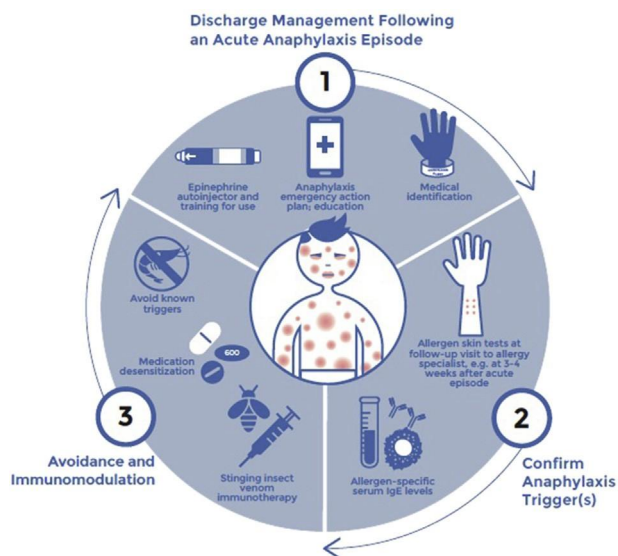 Discharge Management Following
an Acute Anaphylaxis Episode
1
Epinephrine
autoinjector and
training for use
Anaphylaxis
emergency action
plan; education
Medical
identification
Allergen skin tests at
follow-up visit to allergy
specialist, e.g. at 3-4
weeks after acute
episode
2
Confirm
Anaphylaxis
Trigger(s)
Allergen-specific
serum IgE levels
Stinging insect
venom
immunotherapy
3
Avoidance and
Immunomodulation
Medication
desensitization
600
Avoid known
triggers